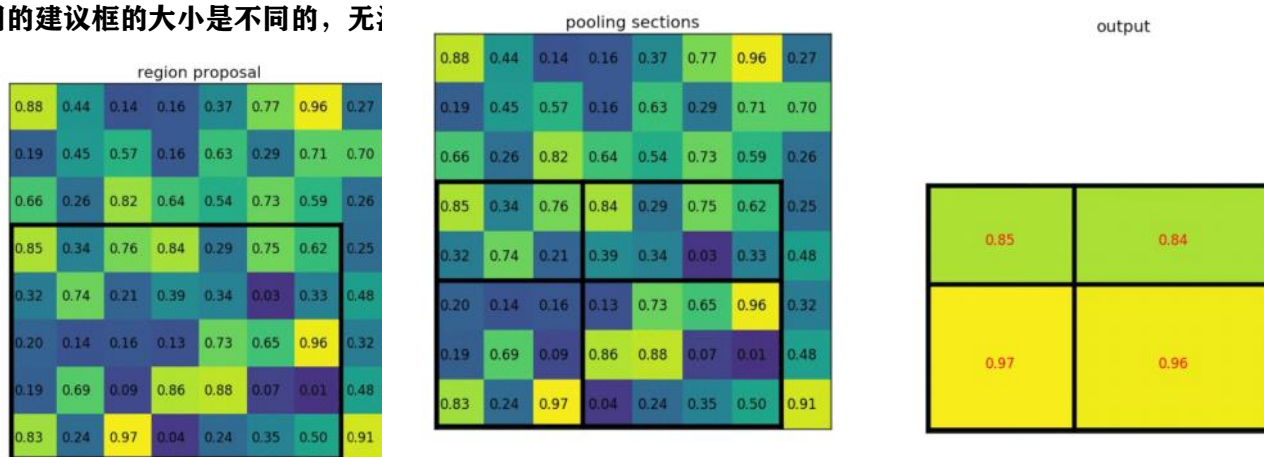 的建议框的大小是不同的，无
region proposal
0.88 0.44 0.14 0.16 0.37 0.77 0.96 0.27
0.19 0.45 0.57 0.16 0.63 0.29 0.71 0.70
0.66 0.26 0.82 0.64 0.54 0.73 0.59 0.26
0.85 0.34 0.76 0.84 0.29 0.75 0.62 0.25
0.32 0.74 0.21 0.39 0.34 0.03 0.33 0.48
0.20 0.14 0.16 0.13 0.73 0.65 0.96 0.32
0.19 0.69 0.09 0.86 0.88 0.07 0.01 0.48
0.83 0.24 0.97 0.04 0.24 0.35 0.50 0.91
pooling sections
0.88 0.44 0.14 0.16 0.37 0.77 0.96 0.27
0.19 0.45 0.57 0.16 0.63 0.29 0.71 0.70
0.66 0.26 0.82 0.64 0.54 0.73 0.59 0.26
0.85 0.34 0.76 0.84 0.29 0.75 0.62 0.25
0.32 0.74 0.21 0.39 0.34 0.03 0.33 0.48
0.20 0.14 0.16 0.13 0.73 0.65 0.96 0.32
0.19 0.69 0.09 0.86 0.88 0.07 0.01 0.48
0.83 0.24 0.97 0.04 0.24 0.35 0.50 0.91
output
0.85 0.84
0.97 0.96